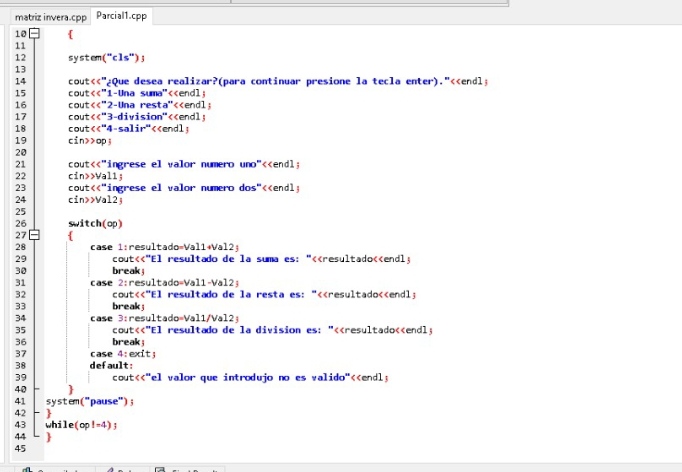 matriz invera.cpp Parcial1.cpp
10 {
11
12 system("cls");
13
14 cout<<"¿Que desea realizar?(para continuar presione la tecla enter)."<<endl;
15 cout<<"1-Una suma"<<endl;
16 cout<<"2-Una resta"<<endl;
17 cout<<"3-division"<<endl;
18 cout<<"4-salir"<<endl;
19 cin>>op;
20
21 cout<<"ingrese el valor numero uno"<<endl;
22 cin>>Val1;
23 cout<<"ingrese el valor numero dos"<<endl;
24 cin>>Val2;
25
26 switch(op)
27 {
28 case 1:resultado=Val1+Val2;
29 cout<<"El resultado de la suma es: "<<resultado<<endl;
30 break;
31 case 2:resultado=Val1-Val2;
32 cout<<"El resultado de la resta es: "<<resultado<<endl;
33 break;
34 case 3:resultado=Val1/Val2;
35 cout<<"El resultado de la division es: "<<resultado<<endl;
36 break;
37 case 4:exit;
38 default:
39 cout<<"el valor que introdujo no es valido"<<endl;
40 }
41 system("pause");
42 }
43 while(op!=4);
44 }
45